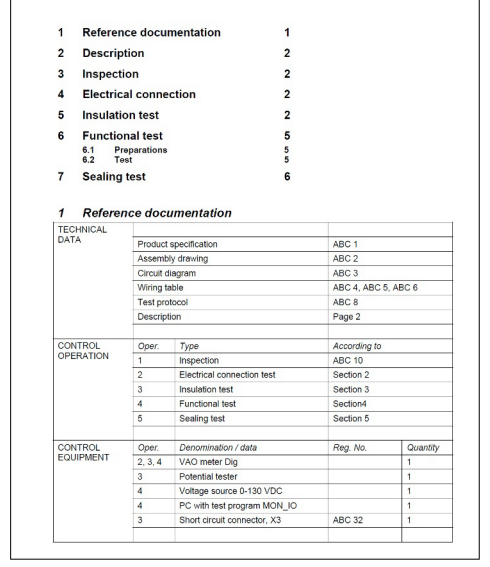 1 Reference documentation 1
2 Description 2
3 Inspection 2
4 Electrical connection 2
5 Insulation test 2
6 Functional test 5
6.1 Preparations 5
6.2 Test 5
7 Sealing test 6
1 Reference documentation
TECHNICAL
DATA
Product specification ABC 1
Assembly drawing ABC 2
Circuit diagram ABC 3
Wiring table ABC 4, ABC 5, ABC 6
Test protocol ABC 8
Description Page 2
CONTROL OPERATION
Oper. Type According to
1 Inspection ABC 10
2 Electrical connection test Section 2
3 Insulation test Section 3
4 Functional test Section4
5 Sealing test Section 5
CONTROL EQUIPMENT
Oper. Denomination / data Reg. No. Quantity
2, 3, 4 VAO meter Dig 1
3 Potential tester 1
4 Voltage source 0-130 VDC 1
4 PC with test program MON_IO 1
3 Short circuit connector, X3 ABC 32 1